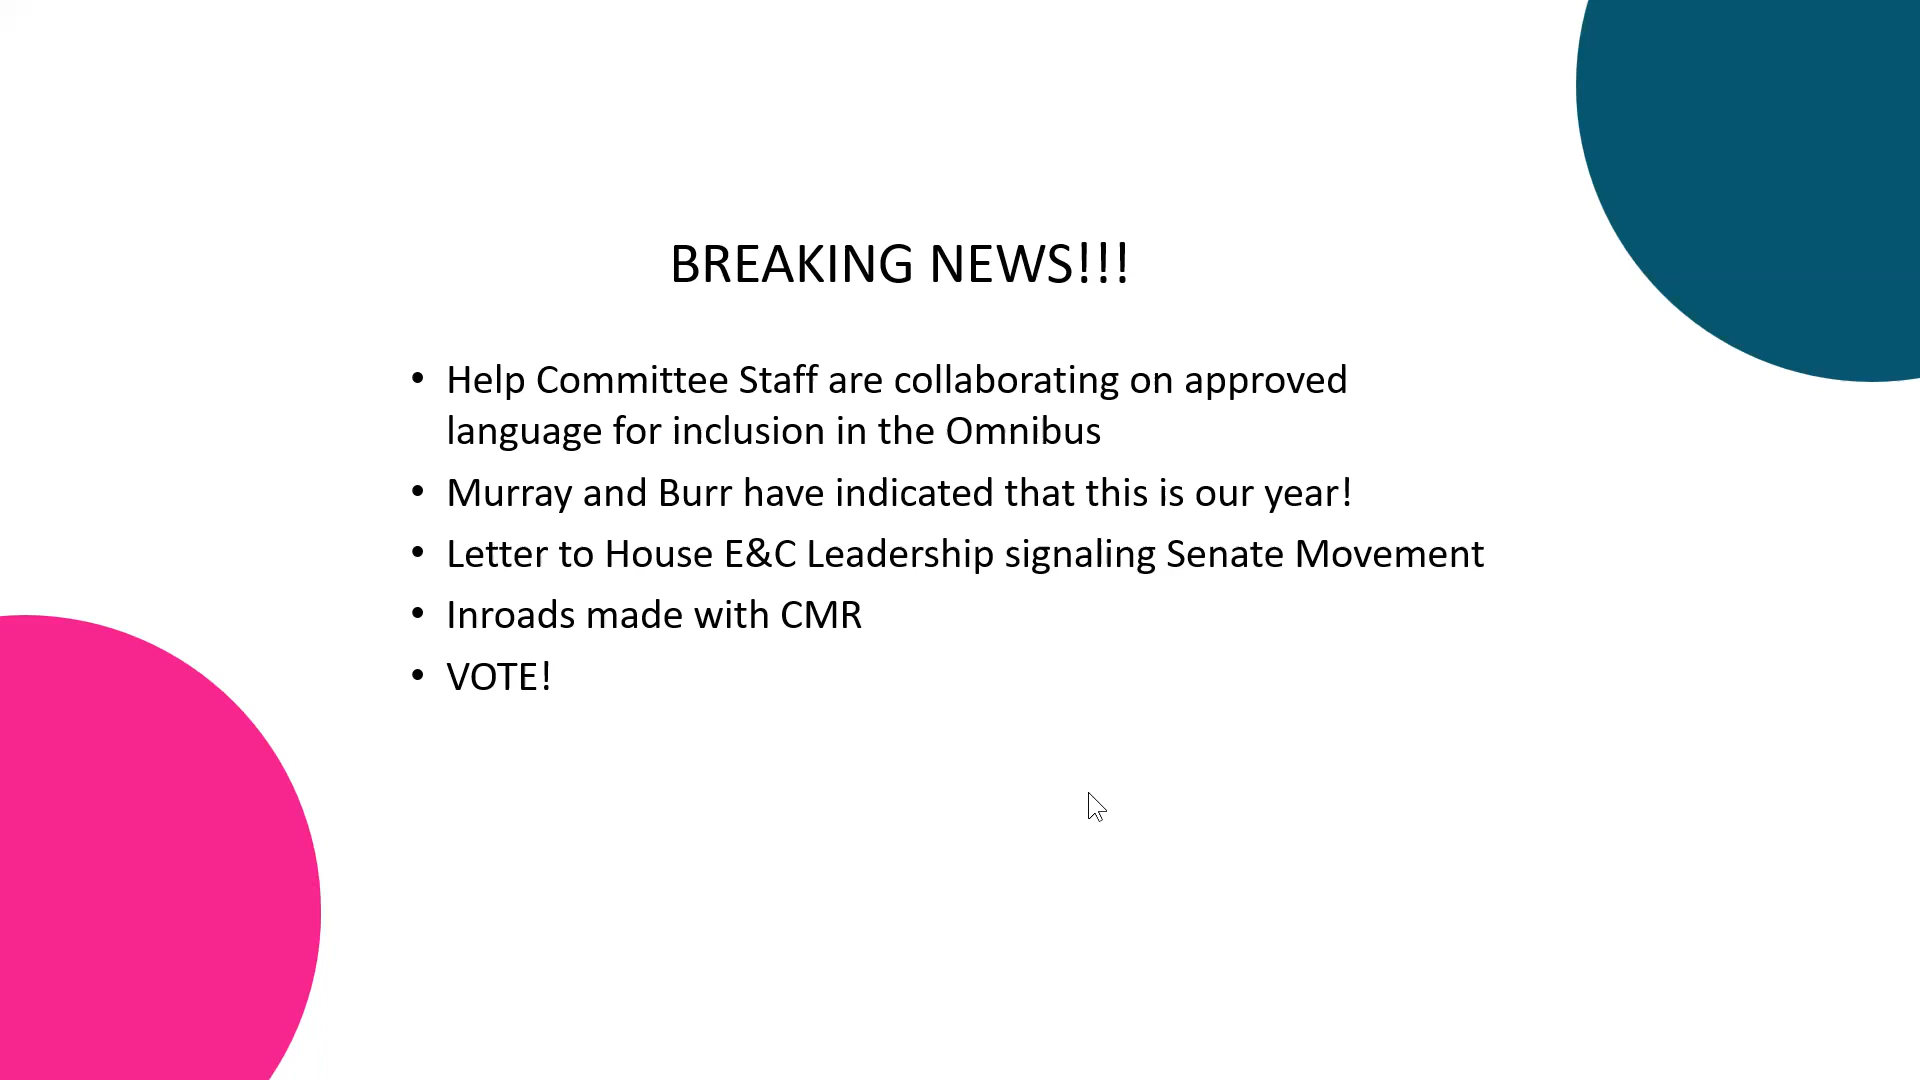 BREAKING NEWS!!!
• Help Committee Staff are collaborating on approved
language for inclusion in the Omnibus
• Murray and Burr have indicated that this is our year!
• Letter to House E&C Leadership signaling Senate Movement
• Inroads made with CMR
• VOTE!